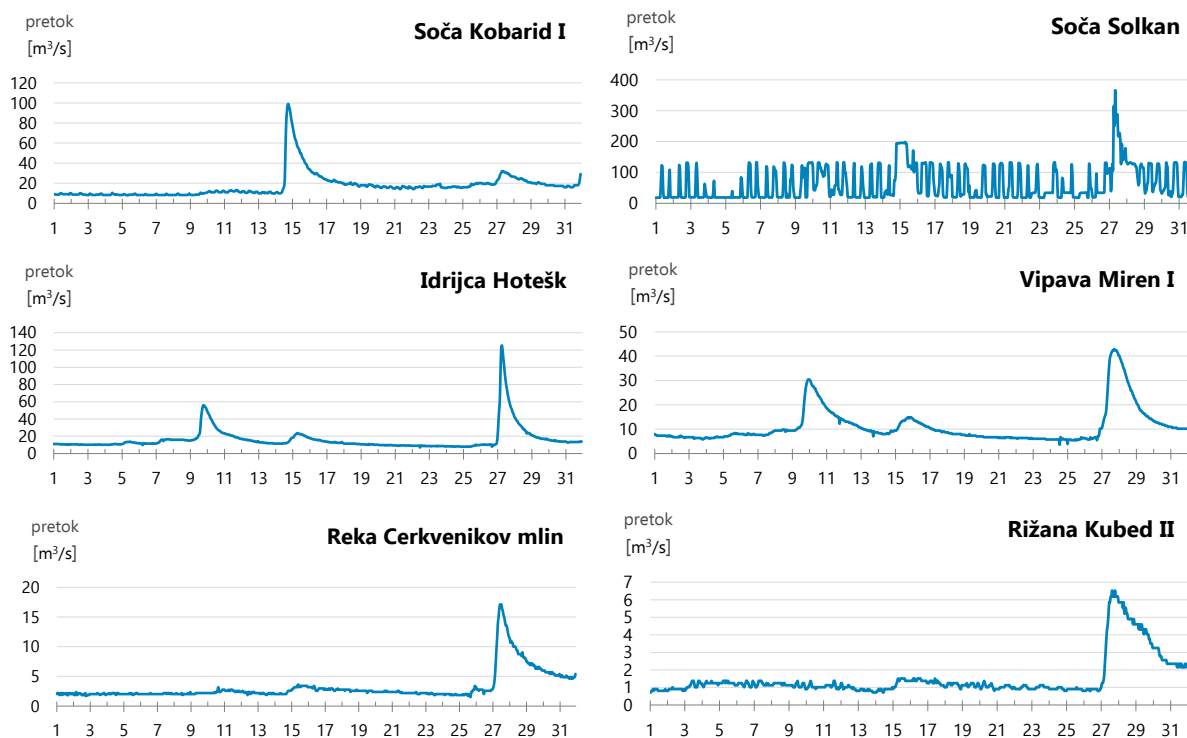 pretok
[m³/s]
Soča Kobarid I
120
100
80
60
40
20
0
1 3 5 7 9 11 13 15 17 19 21 23 25 27 29 31
pretok
[m³/s]
Soča Solkan
400
300
200
100
0
1 3 5 7 9 11 13 15 17 19 21 23 25 27 29 31
pretok
[m³/s]
Idrijca Hotešk
140
120
100
80
60
40
20
0
1 3 5 7 9 11 13 15 17 19 21 23 25 27 29 31
pretok
[m³/s]
Vipava Miren I
50
40
30
20
10
0
1 3 5 7 9 11 13 15 17 19 21 23 25 27 29 31
pretok
[m³/s]
Reka Cerkvenikov mlin
20
15
10
5
0
1 3 5 7 9 11 13 15 17 19 21 23 25 27 29 31
pretok
[m³/s]
Rižana Kubed II
7
6
5
4
3
2
1
0
1 3 5 7 9 11 13 15 17 19 21 23 25 27 29 31